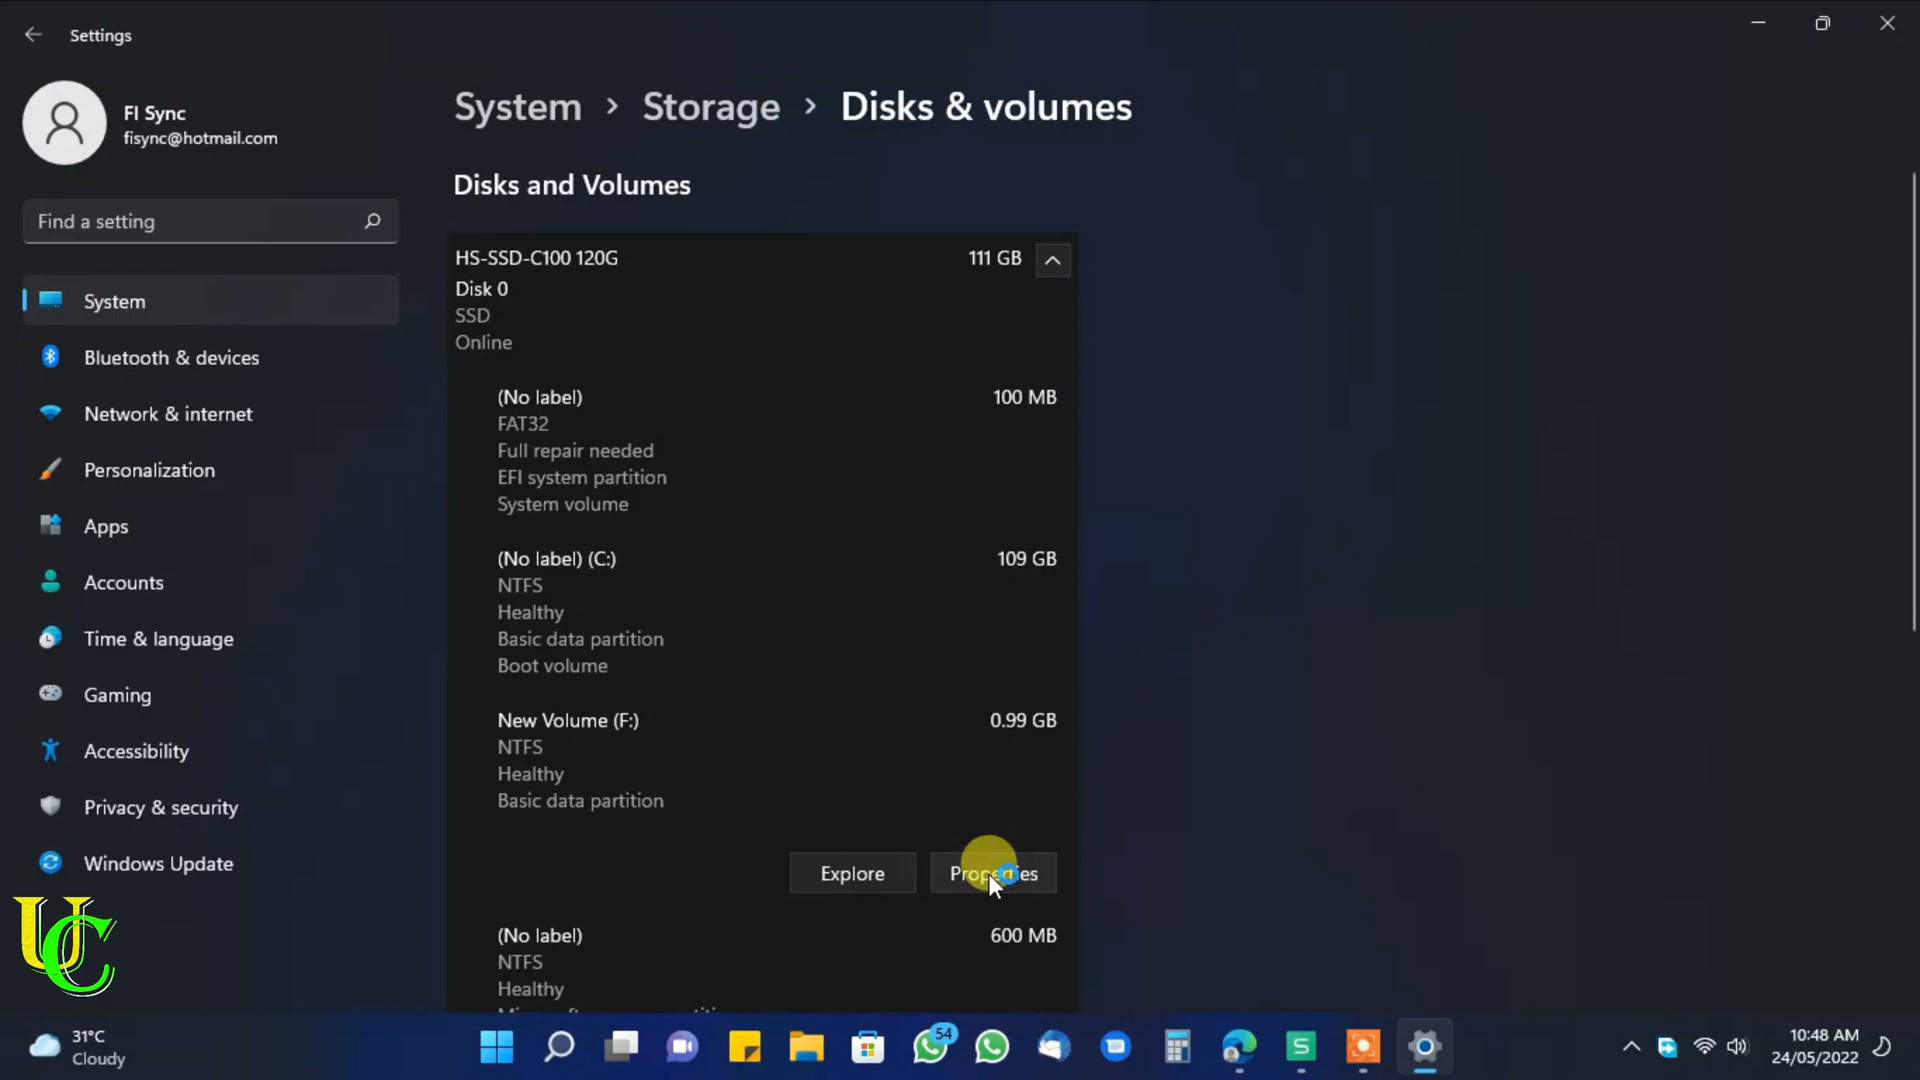 Settings
FI Sync
fisync@hotmail.com
Find a setting
System
Bluetooth & devices
Network & internet
Personalization
Apps
Accounts
Time & language
Gaming
Accessibility
Privacy & security
Windows Update
UC
System > Storage > Disks & volumes
Disks and Volumes
HS-SSD-C100 120G 111 GB
Disk 0
SSD
Online
(No label) 100 MB
FAT32
Full repair needed
EFI system partition
System volume
(No label) (C:) 109 GB
NTFS
Healthy
Basic data partition
Boot volume
New Volume (F:) 0.99 GB
NTFS
Healthy
Basic data partition
Explore Properties
(No label) 600 MB
NTFS
Healthy
31°C
Cloudy
54
S
10:48 AM
24/05/2022